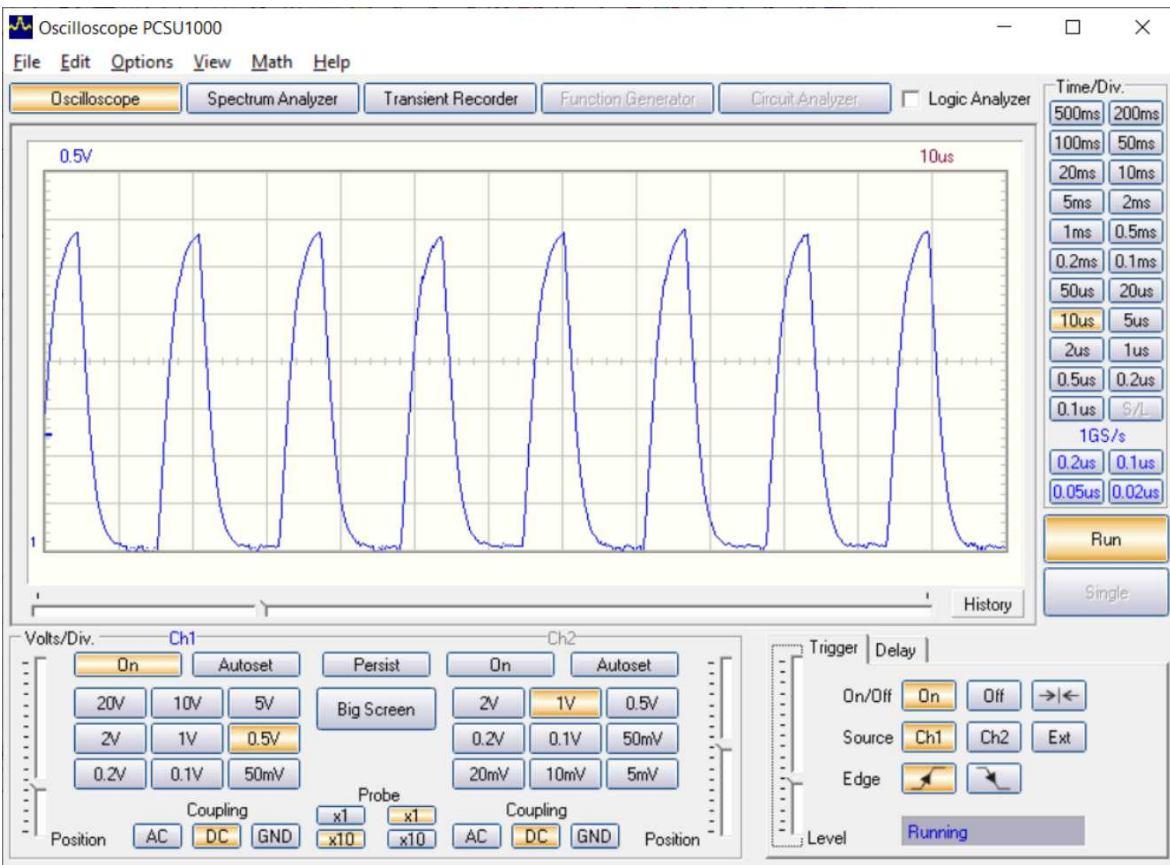 Oscilloscope PCSU1000
File Edit Options View Math Help
Oscilloscope Spectrum Analyzer Transient Recorder Function Generator Circuit Analyzer Logic Analyzer
Time/Div.
500ms 200ms
100ms 50ms
20ms 10ms
5ms 2ms
1ms 0.5ms
0.2ms 0.1ms
50us 20us
10us 5us
2us 1us
0.5us 0.2us
0.1us S/L
1GS/s
0.2us 0.1us
0.05us 0.02us
Run
Single
0.5V 10us
1
History
Volts/Div. Ch1 Ch2
On Autoset Persist On Autoset
20V 10V 5V Big Screen 2V 1V 0.5V
2V 1V 0.5V 0.2V 0.1V 50mV
0.2V 0.1V 50mV 20mV 10mV 5mV
Coupling Probe Coupling
x1 x1
Position AC DC GND x10 x10 AC DC GND Position
Trigger Delay
On/Off On Off
Source Ch1 Ch2 Ext
Edge
Level Running